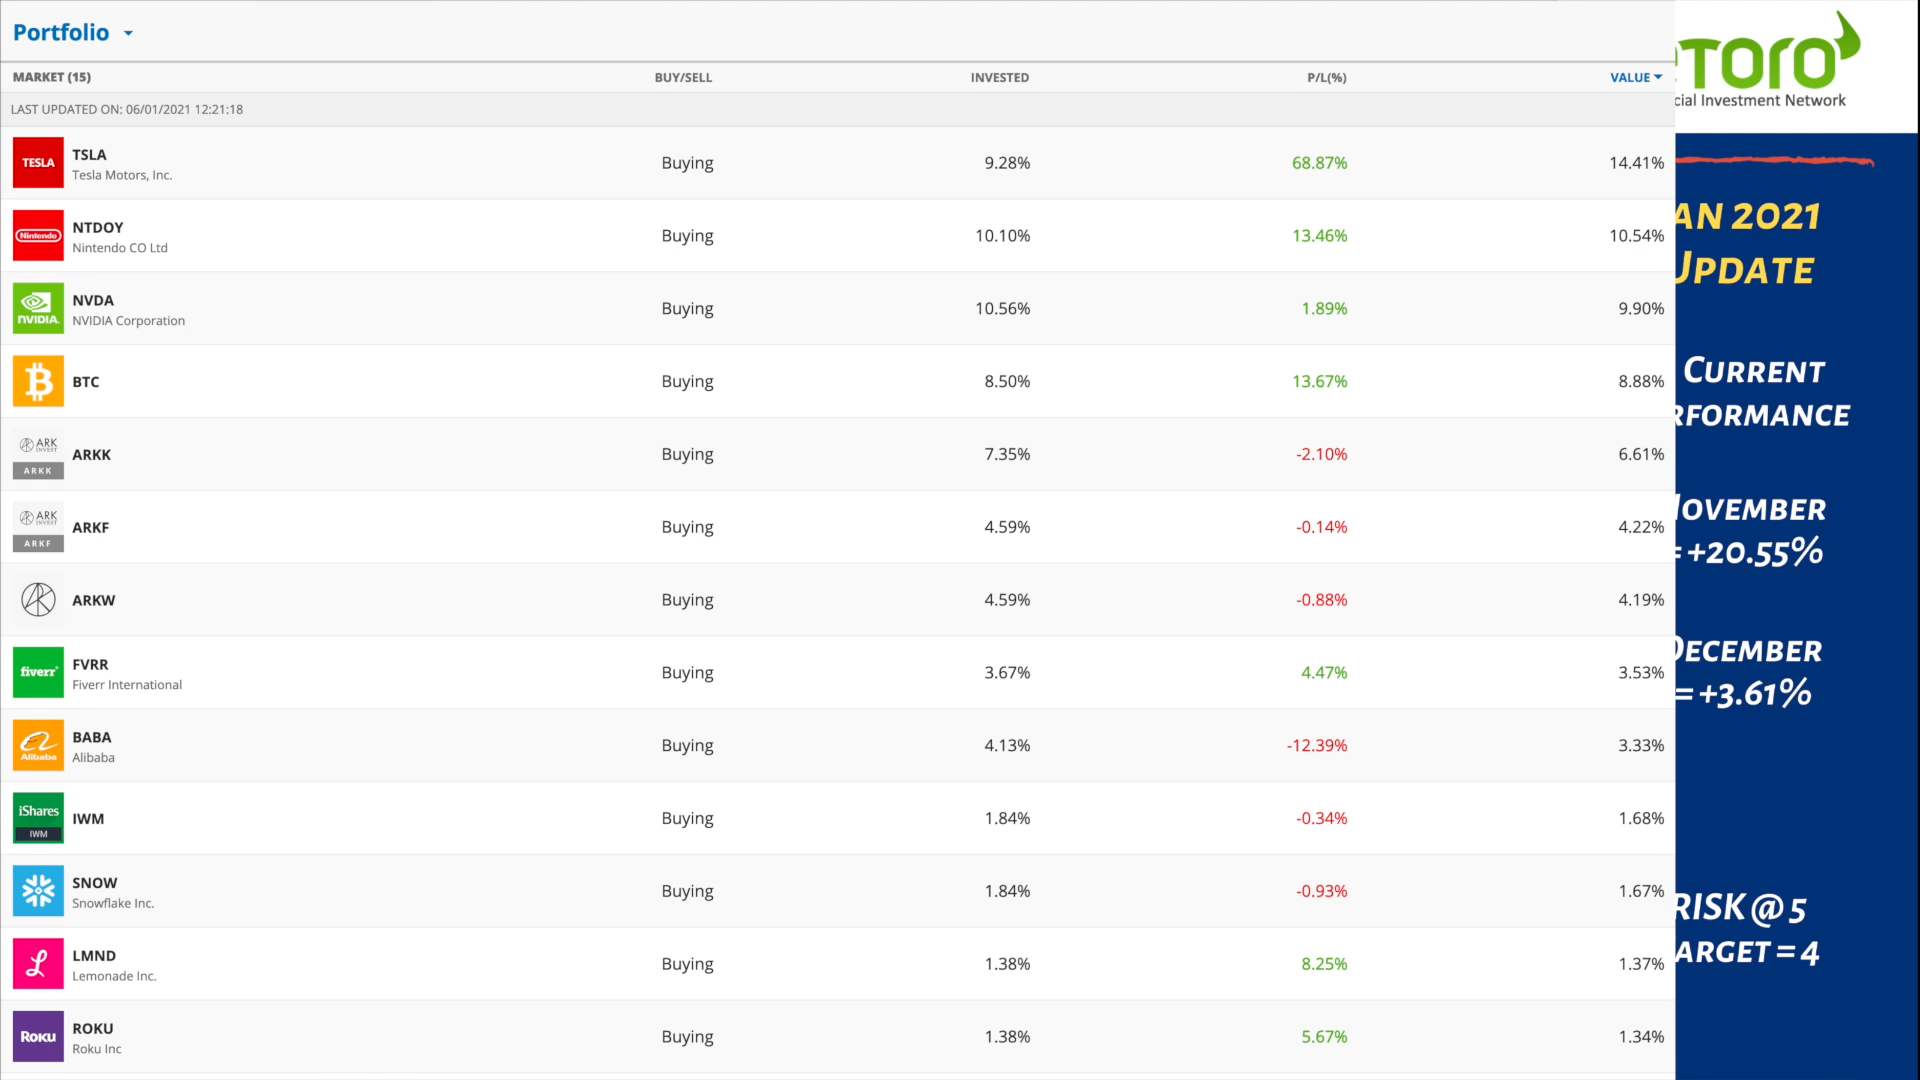 Portfolio
MARKET (15) BUY/SELL INVESTED P/L(%) VALUE
LAST UPDATED ON: 06/01/2021 12:21:18
TESLA TSLA Buying 9.28% 68.87% 14.41%
Tesla Motors, Inc.
Nintendo NTDOY Buying 10.10% 13.46% 10.54%
Nintendo CO Ltd
NVIDIA. NVDA Buying 10.56% 1.89% 9.90%
NVIDIA Corporation
BTC Buying 8.50% 13.67% 8.88%
ARK INVEST
ARKK ARKK Buying 7.35% -2.10% 6.61%
ARK INVEST
ARKF ARKF Buying 4.59% -0.14% 4.22%
ARKW Buying 4.59% -0.88% 4.19%
fiverr FVRR Buying 3.67% 4.47% 3.53%
Fiverr International
Alibaba BABA Buying 4.13% -12.39% 3.33%
Alibaba
iShares
IWM IWM Buying 1.84% -0.34% 1.68%
SNOW Buying 1.84% -0.93% 1.67%
Snowflake Inc.
L LMND Buying 1.38% 8.25% 1.37%
Lemonade Inc.
ROKU ROKU Buying 1.38% 5.67% 1.34%
Roku Inc
TORO
cial Investment Network
AN 2021
UPDATE
CURRENT
RFORMANCE
OVEMBER
= +20.55%
DECEMBER
= +3.61%
RISK @ 5
ARGET = 4